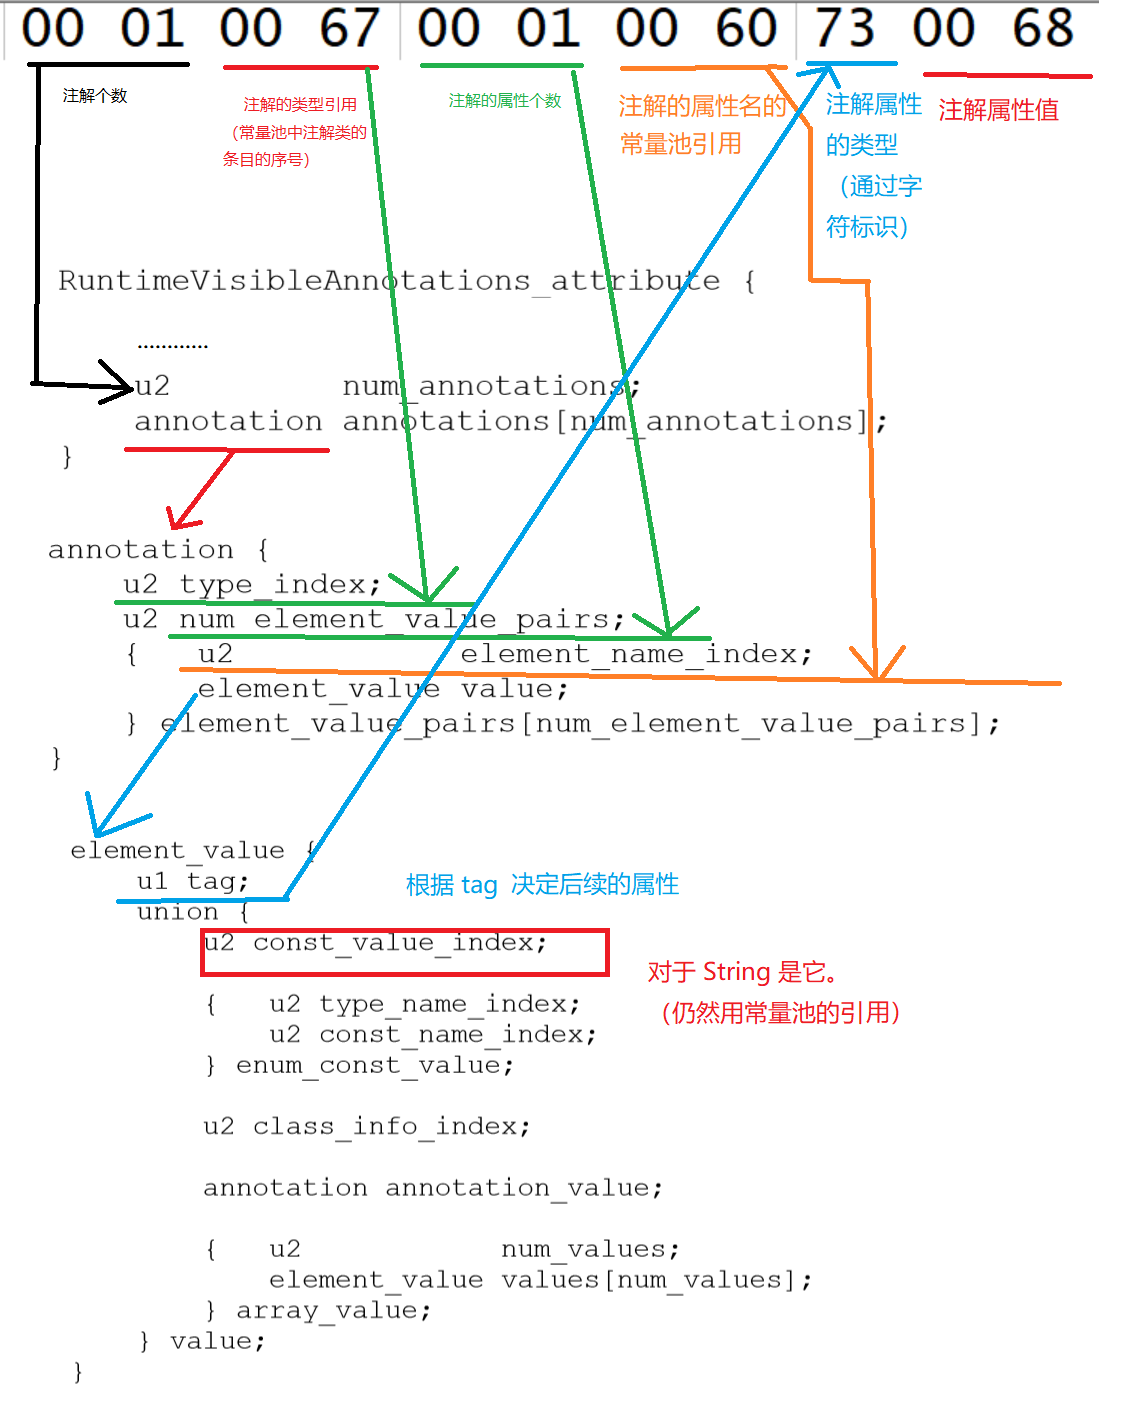 00 01 00 67 00 01 00 60 73 00 68
注解个数
注解的类型引用
（常量池中注解类的
条目的序号）
注解的属性个数
注解的属性名的
常量池引用
注解属性
的类型
（通过字
符标识）
注解属性值
RuntimeVisibleAnnotations_attribute {
............
u2 num_annotations;
annotation annotations[num_annotations];
}
annotation {
u2 type_index;
u2 num_element_value_pairs;
{ u2 element_name_index;
element_value value;
} element_value_pairs[num_element_value_pairs];
}
element_value {
u1 tag;
根据 tag 决定后续的属性
union {
u2 const_value_index;
对于 String 是它。
（仍然用常量池的引用）
{ u2 type_name_index;
u2 const_name_index;
} enum_const_value;
u2 class_info_index;
annotation annotation_value;
{ u2 num_values;
element_value values[num_values];
} array_value;
} value;
}